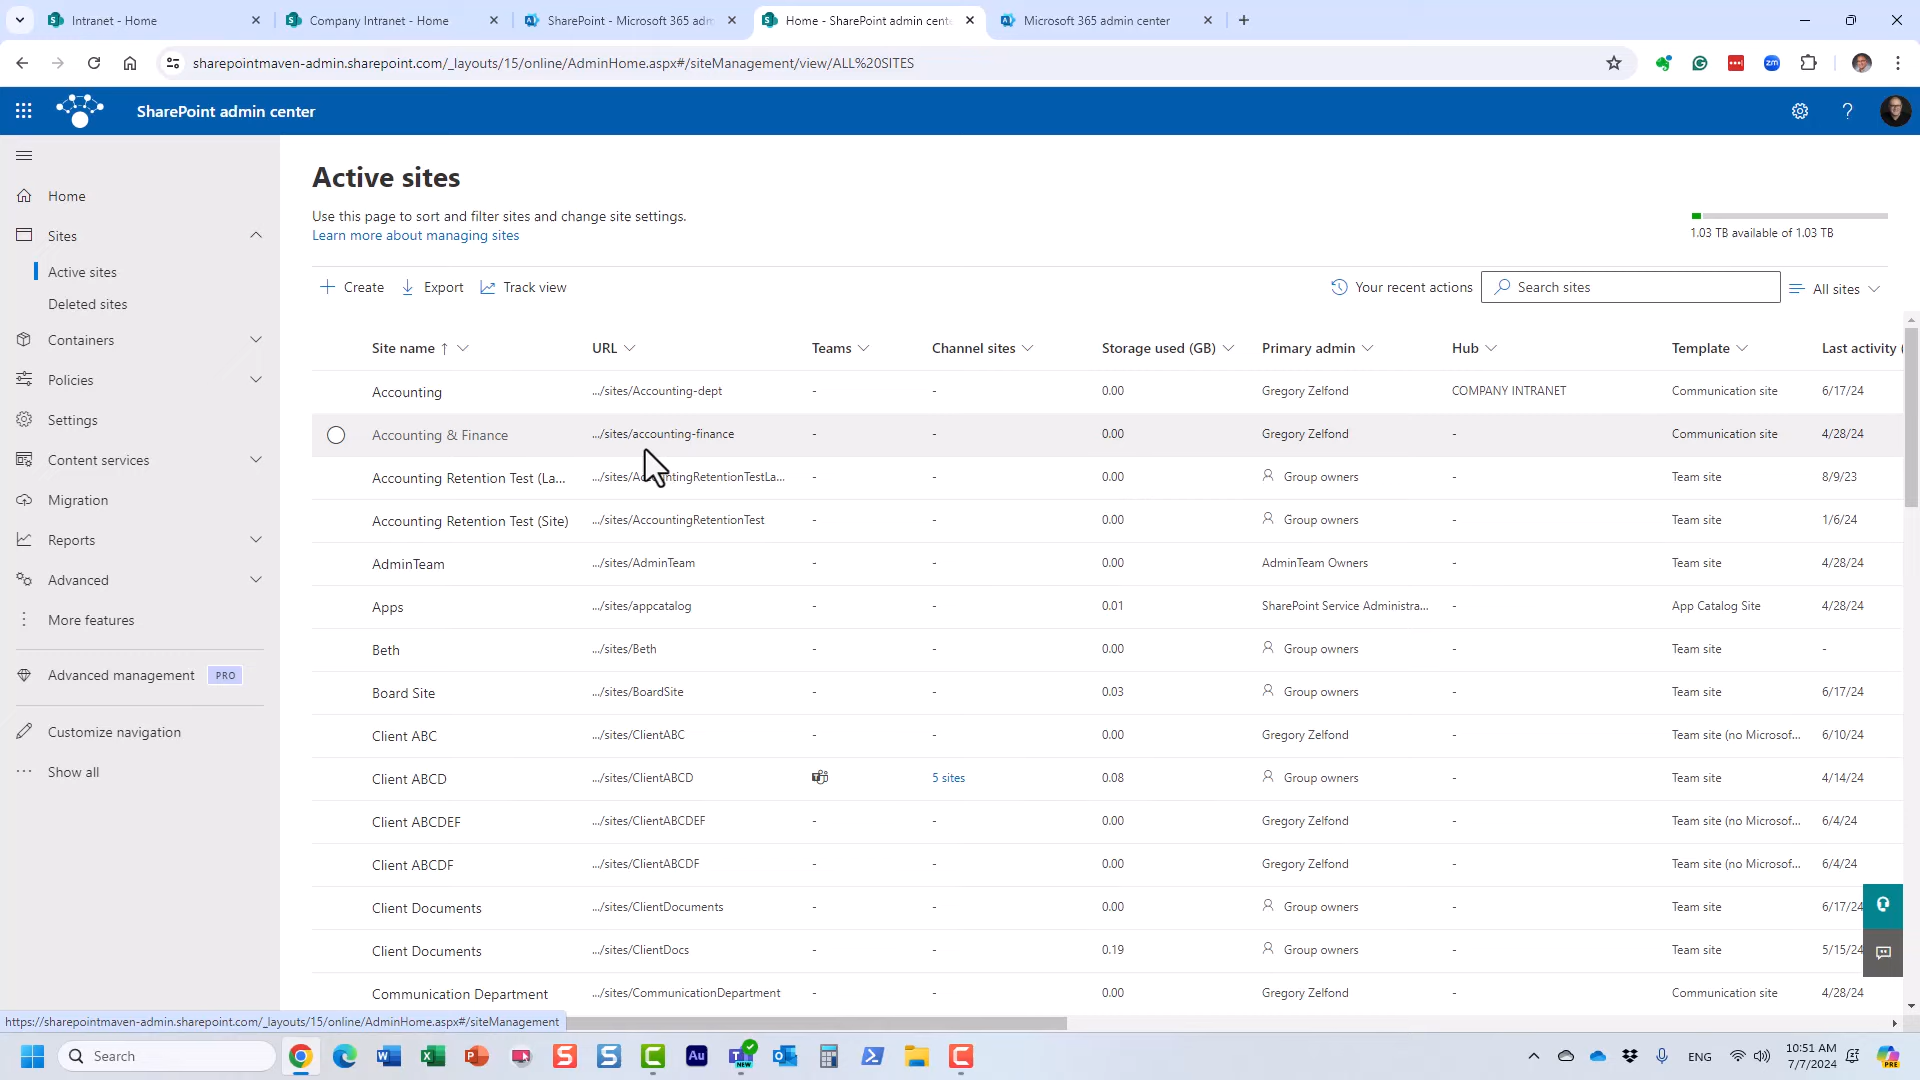 Intranet - Home
Company Intranet - Home
SharePoint - Microsoft 365 adm
Home - SharePoint admin cente
Microsoft 365 admin center
sharepointmaven-admin.sharepoint.com/_layouts/15/online/AdminHome.aspx#/siteManagement/view/ALL%20SITES
zm
SharePoint admin center
?
Home
Sites
Active sites
Deleted sites
Containers
Policies
Settings
Content services
Migration
Reports
Advanced
More features
Advanced management PRO
Customize navigation
Show all
Active sites
Use this page to sort and filter sites and change site settings.
Learn more about managing sites
1.03 TB available of 1.03 TB
Create Export Track view Your recent actions Search sites All sites
Site name ↑ URL Teams Channel sites Storage used (GB) Primary admin Hub Template Last activity (
Accounting .../sites/Accounting-dept - - 0.00 Gregory Zelfond COMPANY INTRANET Communication site 6/17/24
Accounting & Finance .../sites/accounting-finance - - 0.00 Gregory Zelfond - Communication site 4/28/24
Accounting Retention Test (La... - - 0.00 Group owners - Team site 8/9/23
Accounting Retention Test (Site) .../sites/AccountingRetentionTest - - 0.00 Group owners - Team site 1/6/24
AdminTeam .../sites/AdminTeam - - 0.00 AdminTeam Owners - Team site 4/28/24
Apps .../sites/appcatalog - - 0.01 SharePoint Service Administra... - App Catalog Site 4/28/24
Beth .../sites/Beth - - 0.00 Group owners - Team site -
Board Site .../sites/BoardSite - - 0.03 Group owners - Team site 6/17/24
Client ABC .../sites/ClientABC - - 0.00 Gregory Zelfond - Team site (no Microsof... 6/10/24
Client ABCD .../sites/ClientABCD 5 sites 0.08 Group owners - Team site 4/14/24
Client ABCDEF .../sites/ClientABCDEF - - 0.00 Gregory Zelfond - Team site (no Microsof... 6/4/24
Client ABCDF .../sites/ClientABCDF - - 0.00 Gregory Zelfond - Team site (no Microsof... 6/4/24
Client Documents .../sites/ClientDocuments - - 0.00 Group owners - Team site 6/17/24
Client Documents .../sites/ClientDocs - - 0.19 Group owners - Team site 5/15/24
Communication Department .../sites/CommunicationDepartment - - 0.00 Gregory Zelfond - Communication site 4/28/24
https://sharepointmaven-admin.sharepoint.com/_layouts/15/online/AdminHome.aspx#/siteManagement
Search
Au
NEW
ENG
10:51 AM
7/7/2024
PRE